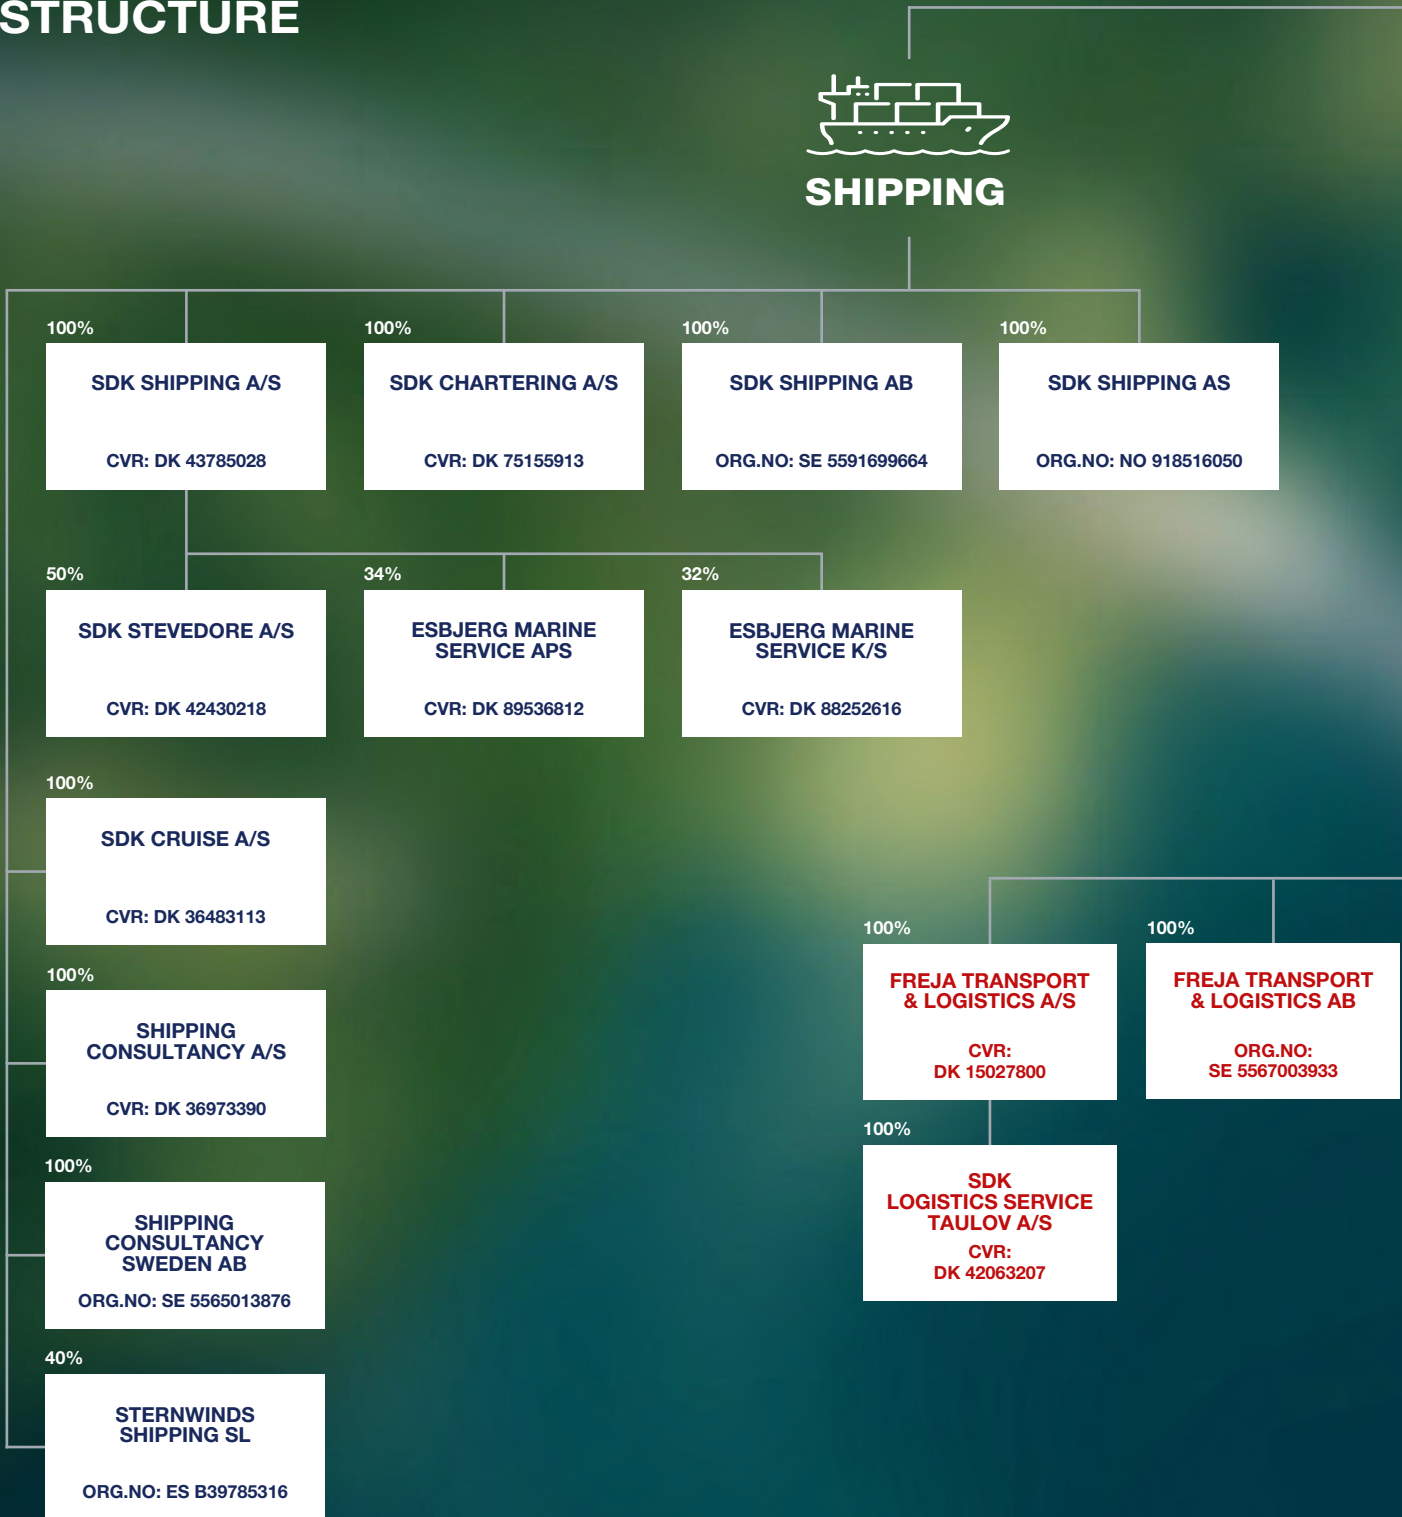 STRUCTURE
SHIPPING
100%
SDK SHIPPING A/S
CVR: DK 43785028
100%
SDK CHARTERING A/S
CVR: DK 75155913
100%
SDK SHIPPING AB
ORG.NO: SE 5591699664
100%
SDK SHIPPING AS
ORG.NO: NO 918516050
50%
SDK STEVEDORE A/S
CVR: DK 42430218
34%
ESBJERG MARINE
SERVICE APS
CVR: DK 89536812
32%
ESBJERG MARINE
SERVICE K/S
CVR: DK 88252616
100%
SDK CRUISE A/S
CVR: DK 36483113
100%
SHIPPING
CONSULTANCY A/S
CVR: DK 36973390
100%
SHIPPING
CONSULTANCY
SWEDEN AB
ORG.NO: SE 5565013876
40%
STERNWINDS
SHIPPING SL
ORG.NO: ES B39785316
100%
FREJA TRANSPORT
& LOGISTICS A/S
CVR:
DK 15027800
100%
FREJA TRANSPORT
& LOGISTICS AB
ORG.NO:
SE 5567003933
100%
SDK
LOGISTICS SERVICE
TAULOV A/S
CVR:
DK 42063207